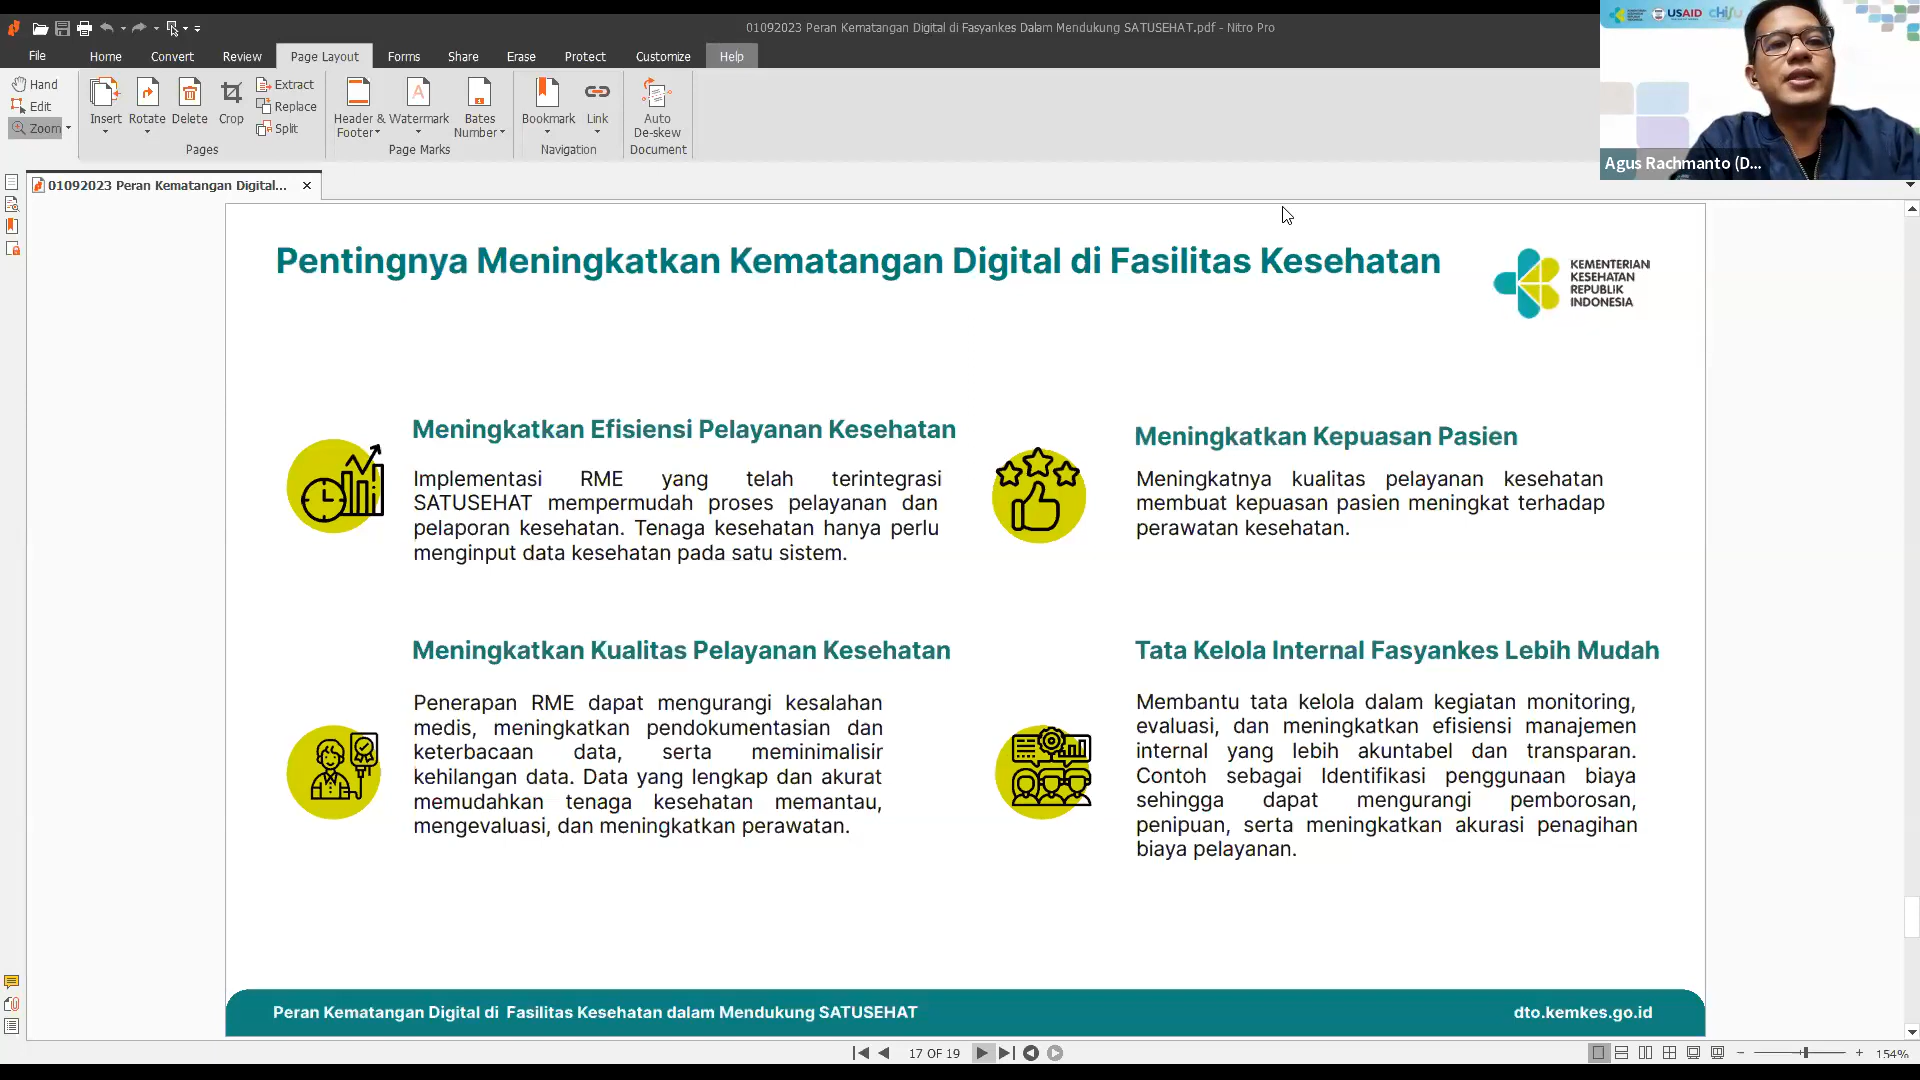 01092023 Peran Kematangan Digital di Fasyankes Dalam Mendukung SATUSEHAT.pdf - Nitro Pro
File Home Convert Review Page Layout Forms Share Erase Protect Customize Help
Hand
Edit
Zoom
Insert Rotate Delete Crop
Extract
Replace
Split
Pages
Header & Footer
Watermark
Bates Number
Page Marks
Bookmark Link
Navigation
Auto De-skew
Document
USAID
Agus Rachmanto (D...
01092023 Peran Kematangan Digital...
Pentingnya Meningkatkan Kematangan Digital di Fasilitas Kesehatan
KEMENTERIAN
KESEHATAN
REPUBLIK
INDONESIA
Meningkatkan Efisiensi Pelayanan Kesehatan
Implementasi RME yang telah terintegrasi
SATUSEHAT mempermudah proses pelayanan dan
pelaporan kesehatan. Tenaga kesehatan hanya perlu
menginput data kesehatan pada satu sistem.
Meningkatkan Kepuasan Pasien
Meningkatnya kualitas pelayanan kesehatan
membuat kepuasan pasien meningkat terhadap
perawatan kesehatan.
Meningkatkan Kualitas Pelayanan Kesehatan
Penerapan RME dapat mengurangi kesalahan
medis, meningkatkan pendokumentasian dan
keterbacaan data, serta meminimalisir
kehilangan data. Data yang lengkap dan akurat
memudahkan tenaga kesehatan memantau,
mengevaluasi, dan meningkatkan perawatan.
Tata Kelola Internal Fasyankes Lebih Mudah
Membantu tata kelola dalam kegiatan monitoring,
evaluasi, dan meningkatkan efisiensi manajemen
internal yang lebih akuntabel dan transparan.
Contoh sebagai Identifikasi penggunaan biaya
sehingga dapat mengurangi pemborosan,
penipuan, serta meningkatkan akurasi penagihan
biaya pelayanan.
Peran Kematangan Digital di Fasilitas Kesehatan dalam Mendukung SATUSEHAT
dto.kemkes.go.id
17 OF 19
154%